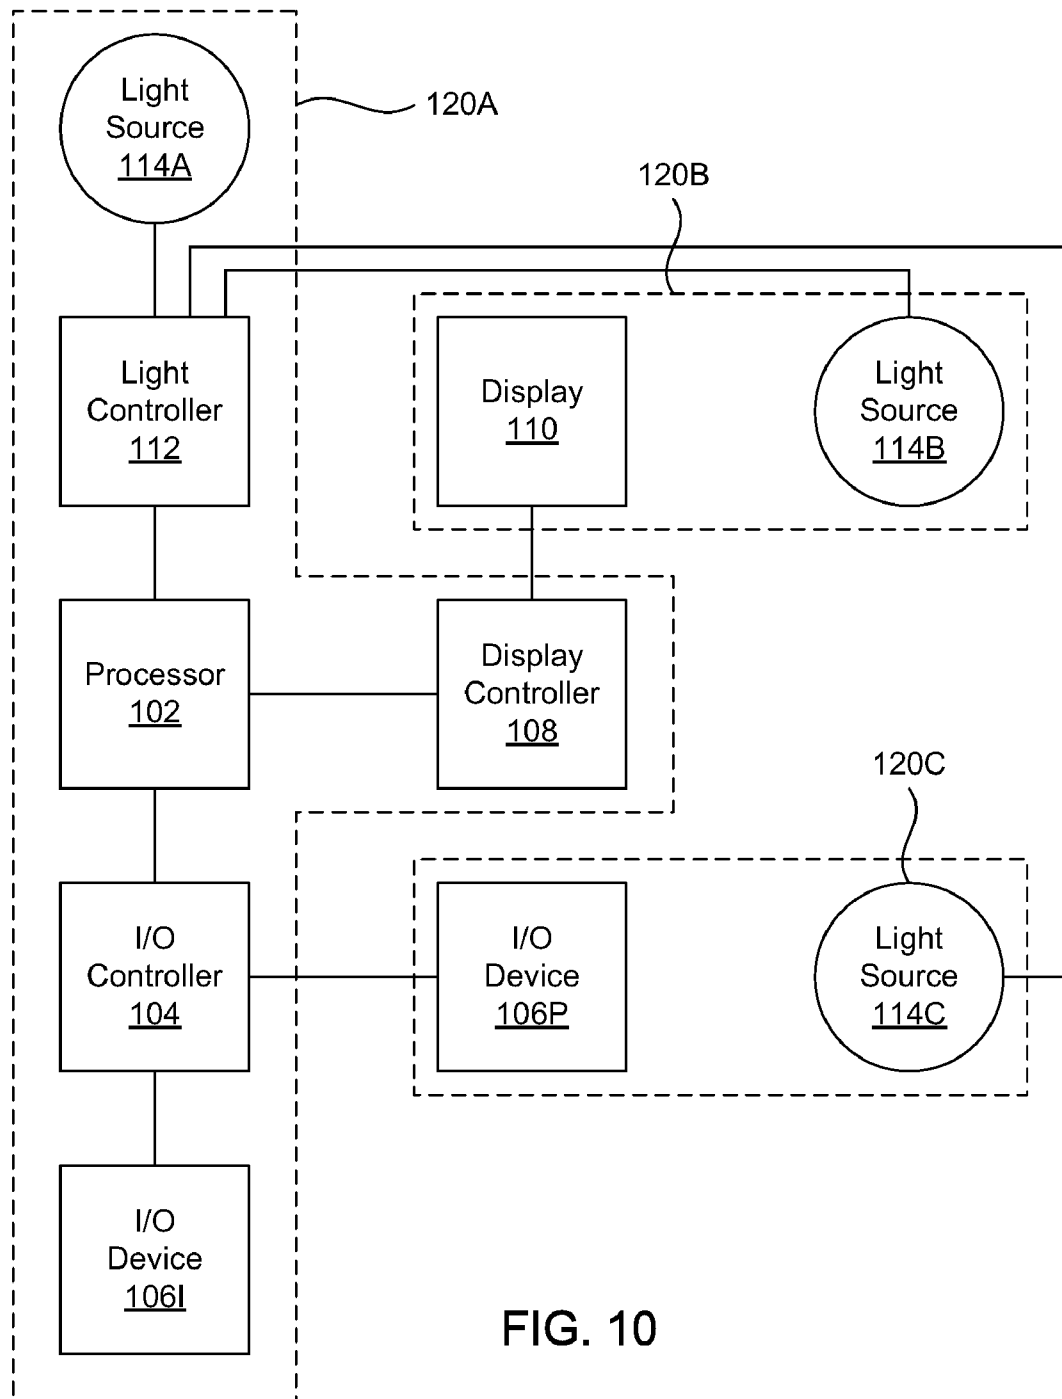 Light
Source
114A
120A
120B
Light
Controller
112
Display
110
Light
Source
114B
Processor
102
Display
Controller
108
120C
I/O
Controller
104
I/O
Device
106P
Light
Source
114C
I/O
Device
106I
FIG. 10